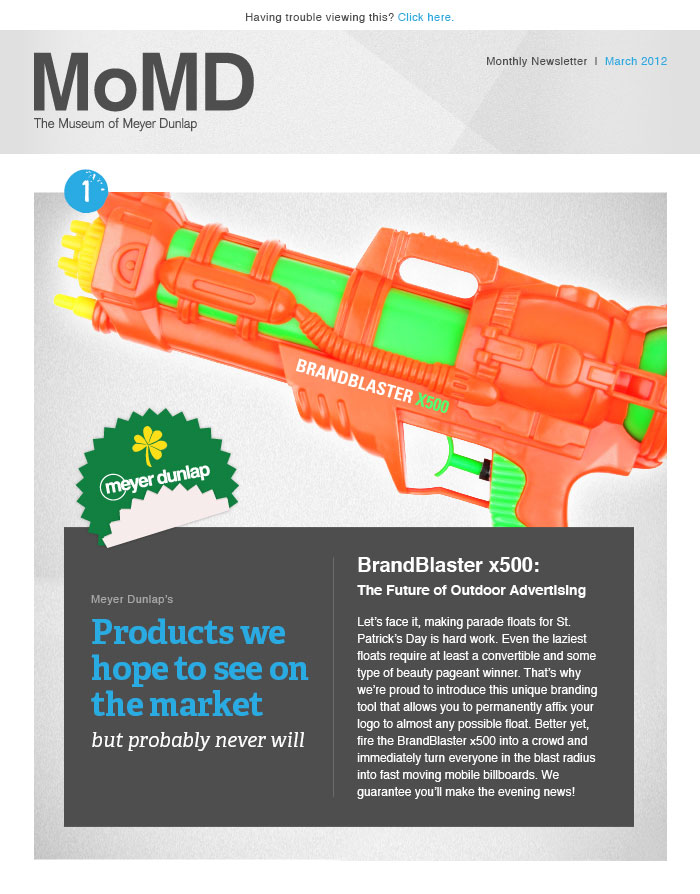 Having trouble viewing this? Click here.
MoMD
The Museum of Meyer Dunlap
Monthly Newsletter | March 2012
1
BRANDBLASTER X500
meyer dunlap
Meyer Dunlap's
Products we
hope to see on
the market
but probably never will
BrandBlaster x500:
The Future of Outdoor Advertising
Let's face it, making parade floats for St.
Patrick's Day is hard work. Even the laziest
floats require at least a convertible and some
type of beauty pageant winner. That's why
we're proud to introduce this unique branding
tool that allows you to permanently affix your
logo to almost any possible float. Better yet,
fire the BrandBlaster x500 into a crowd and
immediately turn everyone in the blast radius
into fast moving mobile billboards. We
guarantee you'll make the evening news!